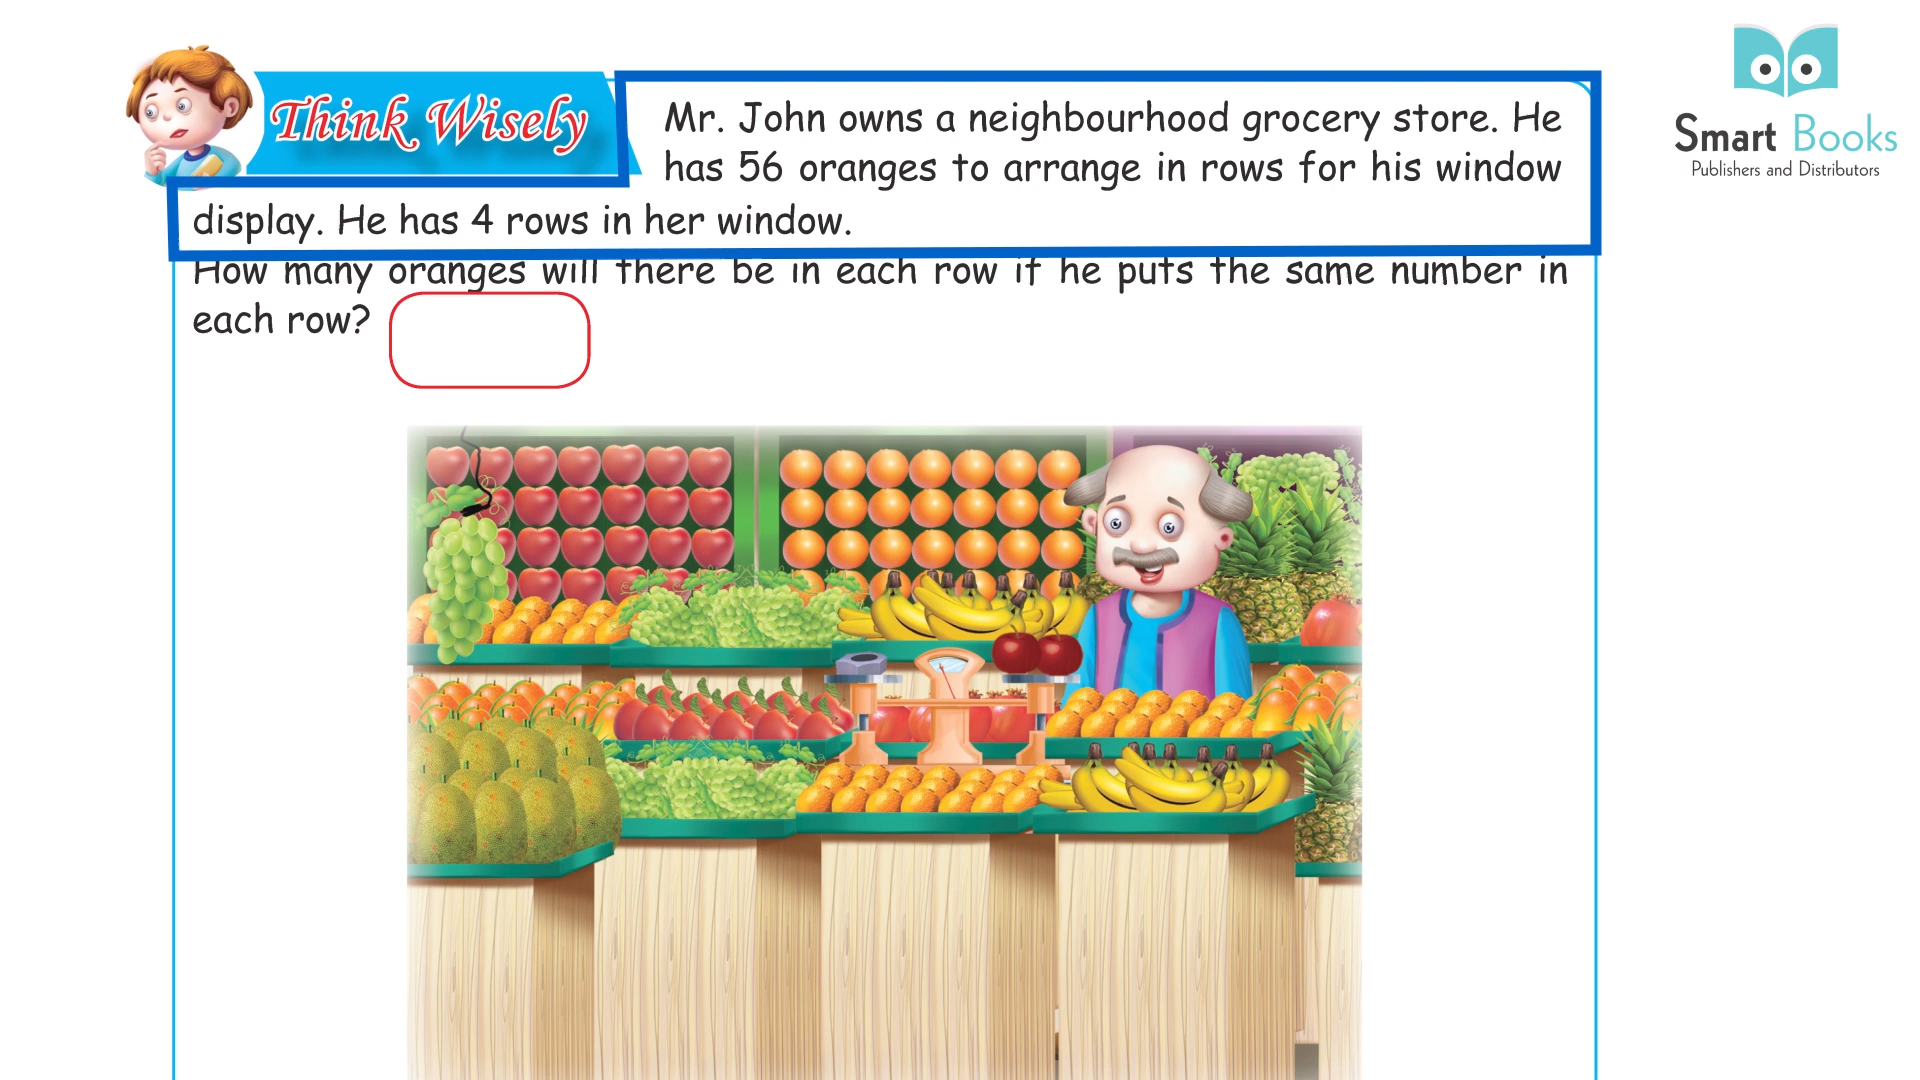 Think Wisely
Mr. John owns a neighbourhood grocery store. He
has 56 oranges to arrange in rows for his window
display. He has 4 rows in her window.
How many oranges will there be in each row if he puts the same number in
each row?
Smart Books
Publishers and Distributors